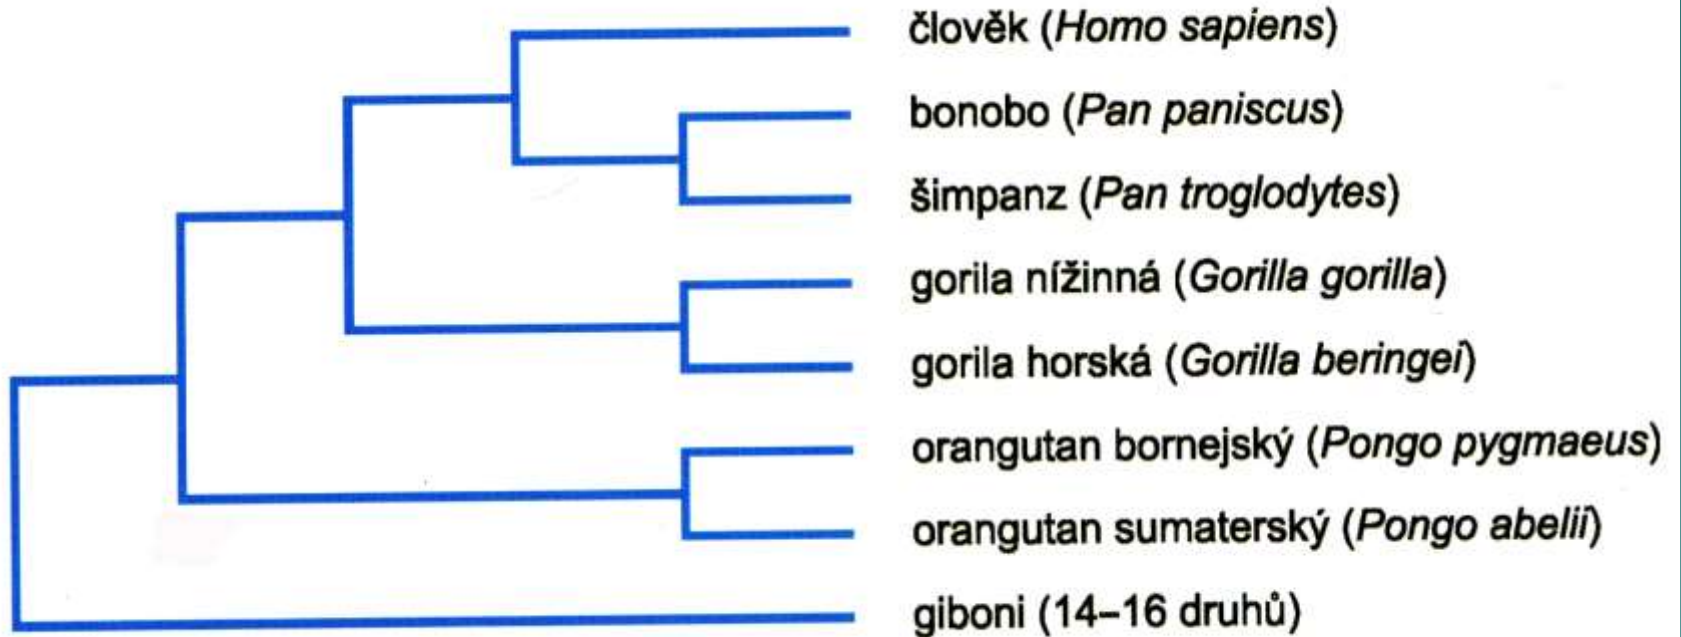 člověk (Homo sapiens)
bonobo (Pan paniscus)
šimpanz (Pan troglodytes)
gorila nížinná (Gorilla gorilla)
gorila horská (Gorilla beringei)
orangutan bornejský (Pongo pygmaeus)
orangutan sumaterský (Pongo abelii)
giboni (14–16 druhů)